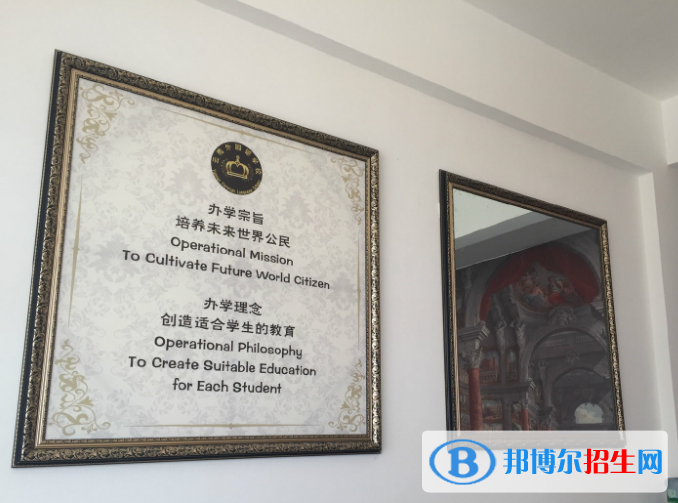 办学宗旨
培养未来世界公民
Operational Mission
To Cultivate Future World Citizen
办学理念
创造适合学生的教育
Operational Philosophy
To Create Suitable Education
for Each Student
B 邦博尔招生网